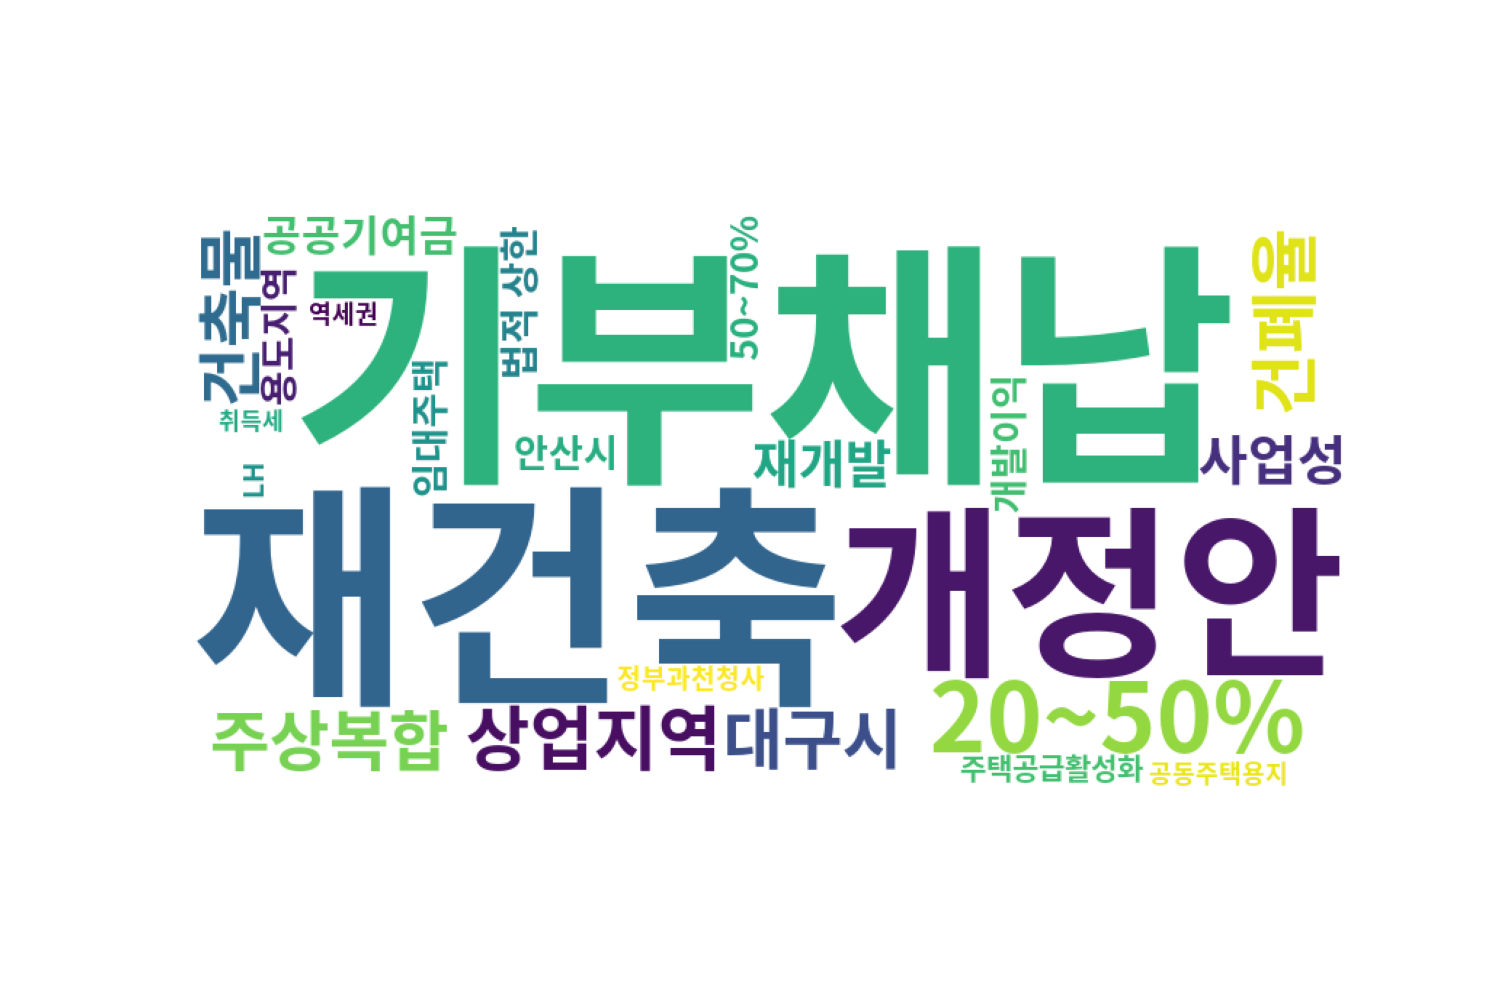 공공기여금
건축물
용도지역
역세권
기부채납
법적 상한
50~70%
건폐율
임대주택
취득세
안산시
재개발
개발이익
사업성
LH
재건축
개정안
정부과천청사
20~50%
주상복합
상업지역
대구시
주택공급활성화
공동주택용지